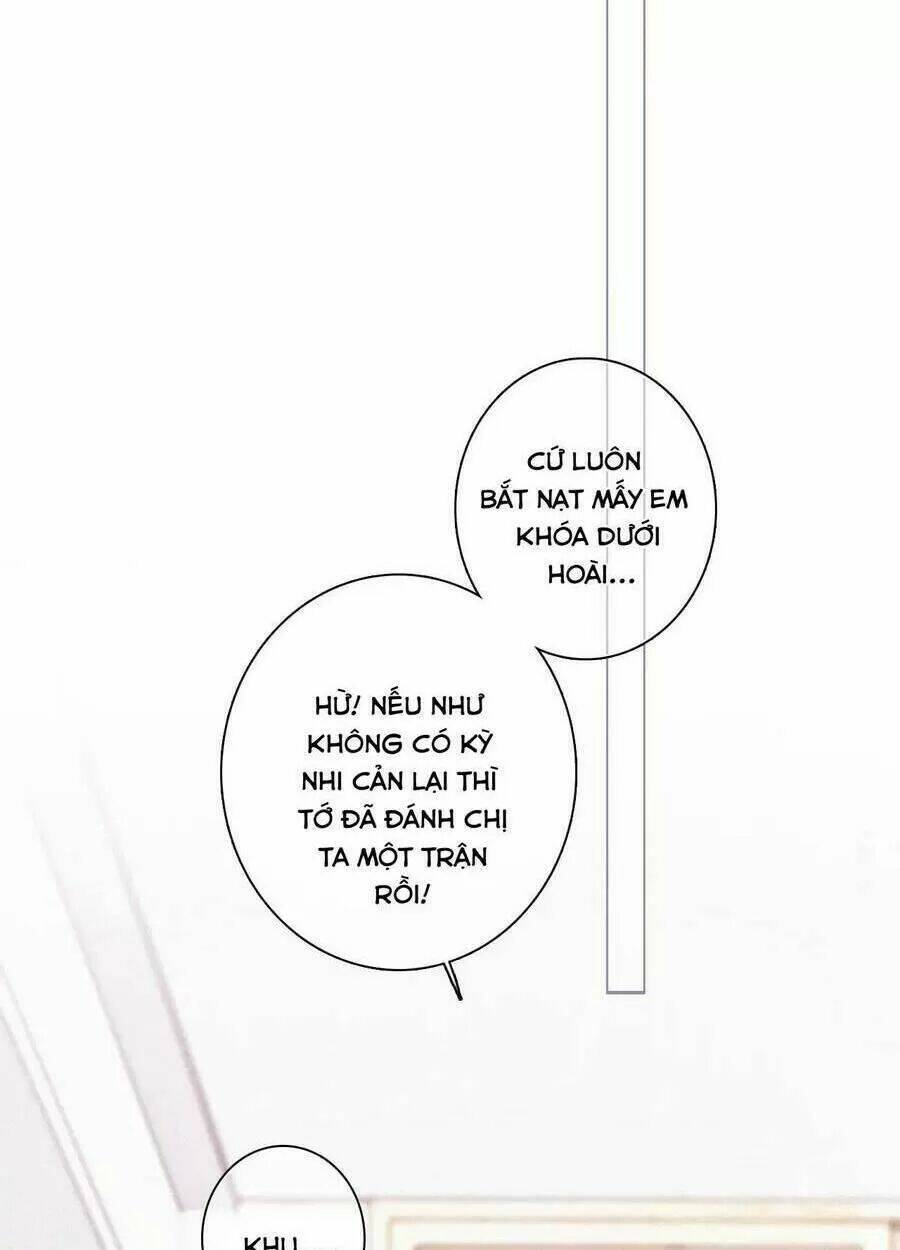 CỨ LUÔN
BẮT NẠT MẤY EM
KHÓA DƯỚI
HOÀI...
HỪ! NẾU NHƯ
KHÔNG CÓ KỲ
NHI CẢN LẠI THÌ
TỚ ĐÃ ĐÁNH CHỊ
TA MỘT TRẬN
RỒI!